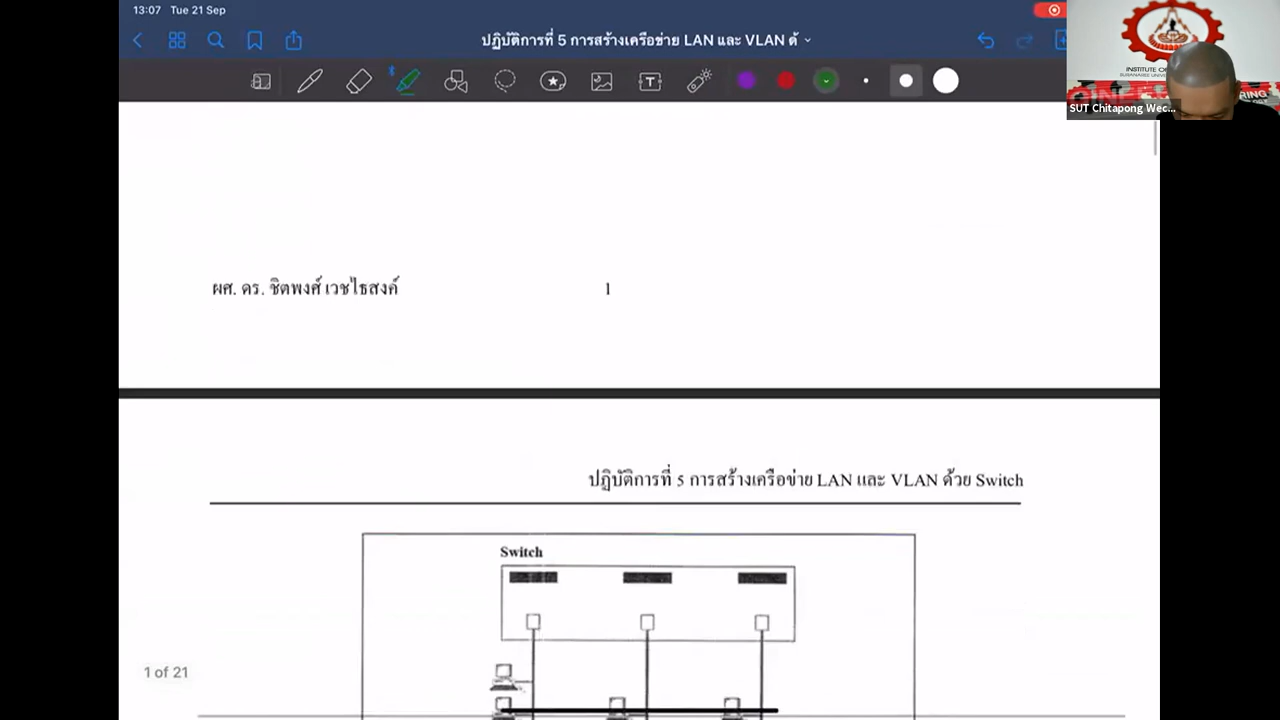 13:07 Tue 21 Sep
ปฏิบัติการที่ 5 การสร้างเครือข่าย LAN และ VLAN ด้
INSTITUTE OF
SUT Chitapong Wec...
ผศ. ดร. ชิตพงศ์ เวชไธสงค์
1
ปฏิบัติการที่ 5 การสร้างเครือข่าย LAN และ VLAN ด้วย Switch
Switch
1 of 21